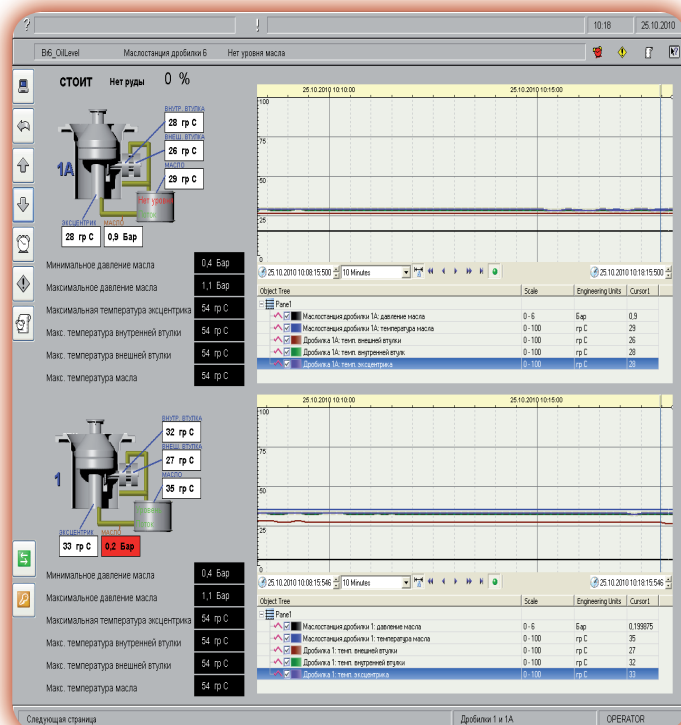 ? ! 10:18 25.10.2010
Br6_OilLevel Маслостанция дробилки 6 Нет уровня масла
СТОИТ Нет руды 0 %
ВНУТР. ВТУЛКА
28 гр С
ВНЕШ. ВТУЛКА
26 гр С
МАСЛО
29 гр С
1А
Нет уровня
ЭКСЦЕНТРИК МАСЛО
28 гр С 0,9 Бар
Минимальное давление масла 0,4 Бар
Максимальное давление масла 1,1 Бар
Максимальная температура эксцентрика 54 гр С
Макс. температура внутренней втулки 54 гр С
Макс. температура внешней втулки 54 гр С
Макс. температура масла 54 гр С
25.10.2010 10:10:00 25.10.2010 10:15:00
100
75
50
25
0
25.10.2010 10:08:15:500 10 Minutes 25.10.2010 10:18:15:500
Object Tree Scale Engineering Units Cursor1
Pane1
Маслостанция дробилки 1А: давление масла 0 - 6 Бар 0,9
Маслостанция дробилки 1А: температура масла 0 - 100 гр С 29
Дробилка 1А: темп. внешней втулки 0 - 100 гр С 26
Дробилка 1А: темп. внутренней втулк 0 - 100 гр С 28
Дробилка 1А: темп. эксцентрика 0 - 100 гр С 28
ВНУТР. ВТУЛКА
32 гр С
ВНЕШ. ВТУЛКА
27 гр С
МАСЛО
35 гр С
1
ЭКСЦЕНТРИК МАСЛО
33 гр С 0,2 Бар
Минимальное давление масла 0,4 Бар
Максимальное давление масла 1,1 Бар
Максимальная температура эксцентрика 54 гр С
Макс. температура внутренней втулки 54 гр С
Макс. температура внешней втулки 54 гр С
Макс. температура масла 54 гр С
25.10.2010 10:10:00 25.10.2010 10:15:00
100
75
50
25
0
25.10.2010 10:08:15:546 10 Minutes 25.10.2010 10:18:15:546
Object Tree Scale Engineering Units Cursor1
Pane1
Маслостанция дробилки 1: давление масла 0 - 6 Бар 0,199875
Маслостанция дробилки 1: температура масла 0 - 100 гр С 35
Дробилка 1: темп. внешней втулки 0 - 100 гр С 27
Дробилка 1: темп. внутренней втулк 0 - 100 гр С 32
Дробилка 1: темп. эксцентрика 0 - 100 гр С 33
Следующая страница Дробилки 1 и 1А OPERATOR